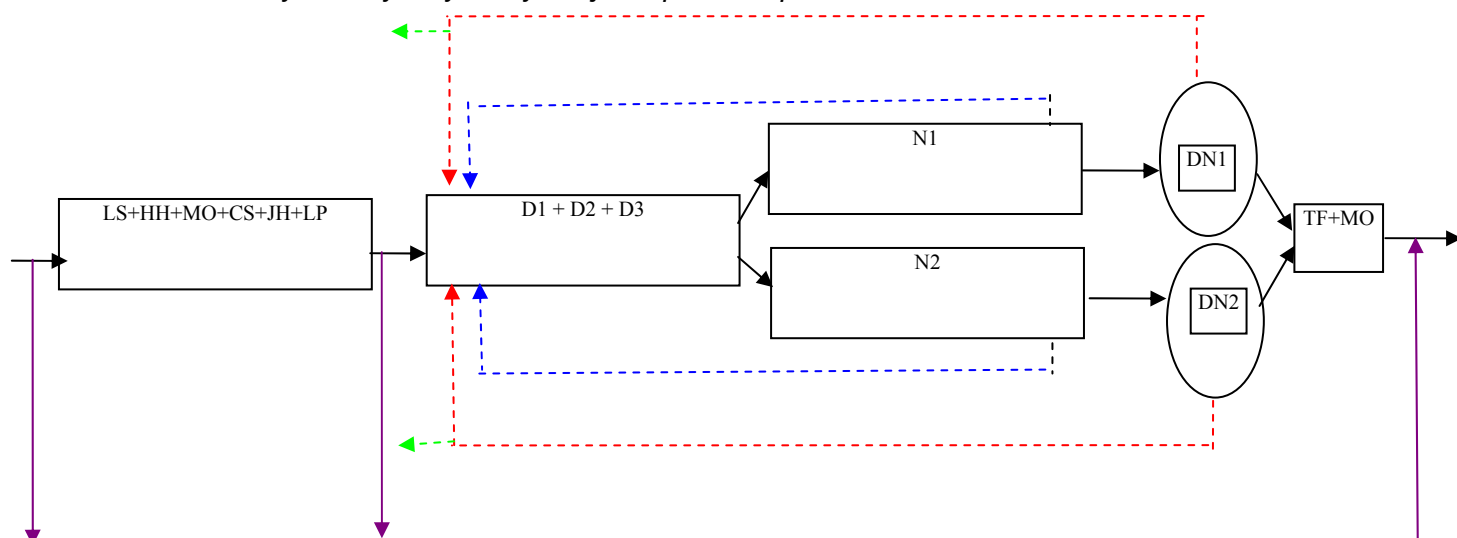 N1
DN1
LS+HH+MO+CS+JH+LP
D1 + D2 + D3
TF+MO
N2
DN2